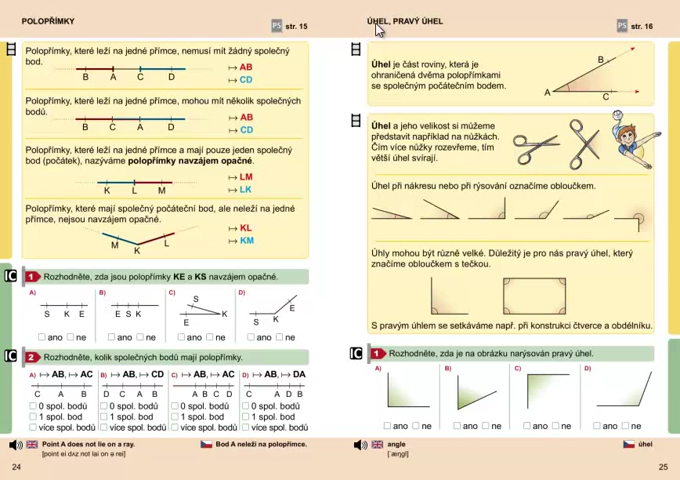 POLOPŘÍMKY
PS str. 15
Polopřímky, které leží na jedné přímce, nemusí mít žádný společný
bod.
B A C D
↦ AB
↦ CD
Polopřímky, které leží na jedné přímce, mohou mít několik společných
bodů.
B C A D
↦ AB
↦ CD
Polopřímky, které leží na jedné přímce a mají pouze jeden společný
bod (počátek), nazýváme polopřímky navzájem opačné.
K L M
↦ LM
↦ LK
Polopřímky, které mají společný počáteční bod, ale neleží na jedné
přímce, nejsou navzájem opačné.
M K L
↦ KL
↦ KM
1 Rozhodněte, zda jsou polopřímky KE a KS navzájem opačné.
A) B) C) D)
S K E
E S K
S E K
S K E
ano ne ano ne ano ne ano ne
2 Rozhodněte, kolik společných bodů mají polopřímky.
A) ↦ AB, ↦ AC B) ↦ AB, ↦ CD C) ↦ AB, ↦ AC D) ↦ AB, ↦ DA
C A B D C A B A B C D C A D B
0 spol. bodů 0 spol. bodů 0 spol. bodů 0 spol. bodů
1 spol. bod 1 spol. bod 1 spol. bod 1 spol. bod
více spol. bodů více spol. bodů více spol. bodů více spol. bodů
Point A does not lie on a ray.
Bod A neleží na polopřímce.
24
ÚHEL, PRAVÝ ÚHEL
PS str. 16
Úhel je část roviny, která je
ohraničená dvěma polopřímkami
se společným počátečním bodem.
A B C
Úhel a jeho velikost si můžeme
představit například na nůžkách.
Čím více nůžky rozevřeme, tím
větší úhel svírají.
Úhel při nákresu nebo při rýsování označíme obloučkem.
Úhly mohou být různě velké. Důležitý je pro nás pravý úhel, který
značíme obloučkem s tečkou.
S pravým úhlem se setkáváme např. při konstrukci čtverce a obdélníku.
1 Rozhodněte, zda je na obrázku narýsován pravý úhel.
A) B) C) D)
ano ne ano ne ano ne ano ne
angle
['æŋgl]
úhel
25